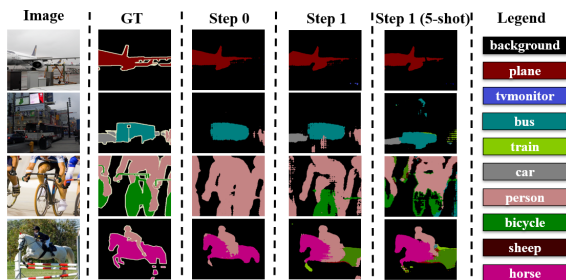 Image GT Step 0 Step 1 Step 1 (5-shot) Legend
background
plane
tvmonitor
bus
train
car
person
bicycle
sheep
horse